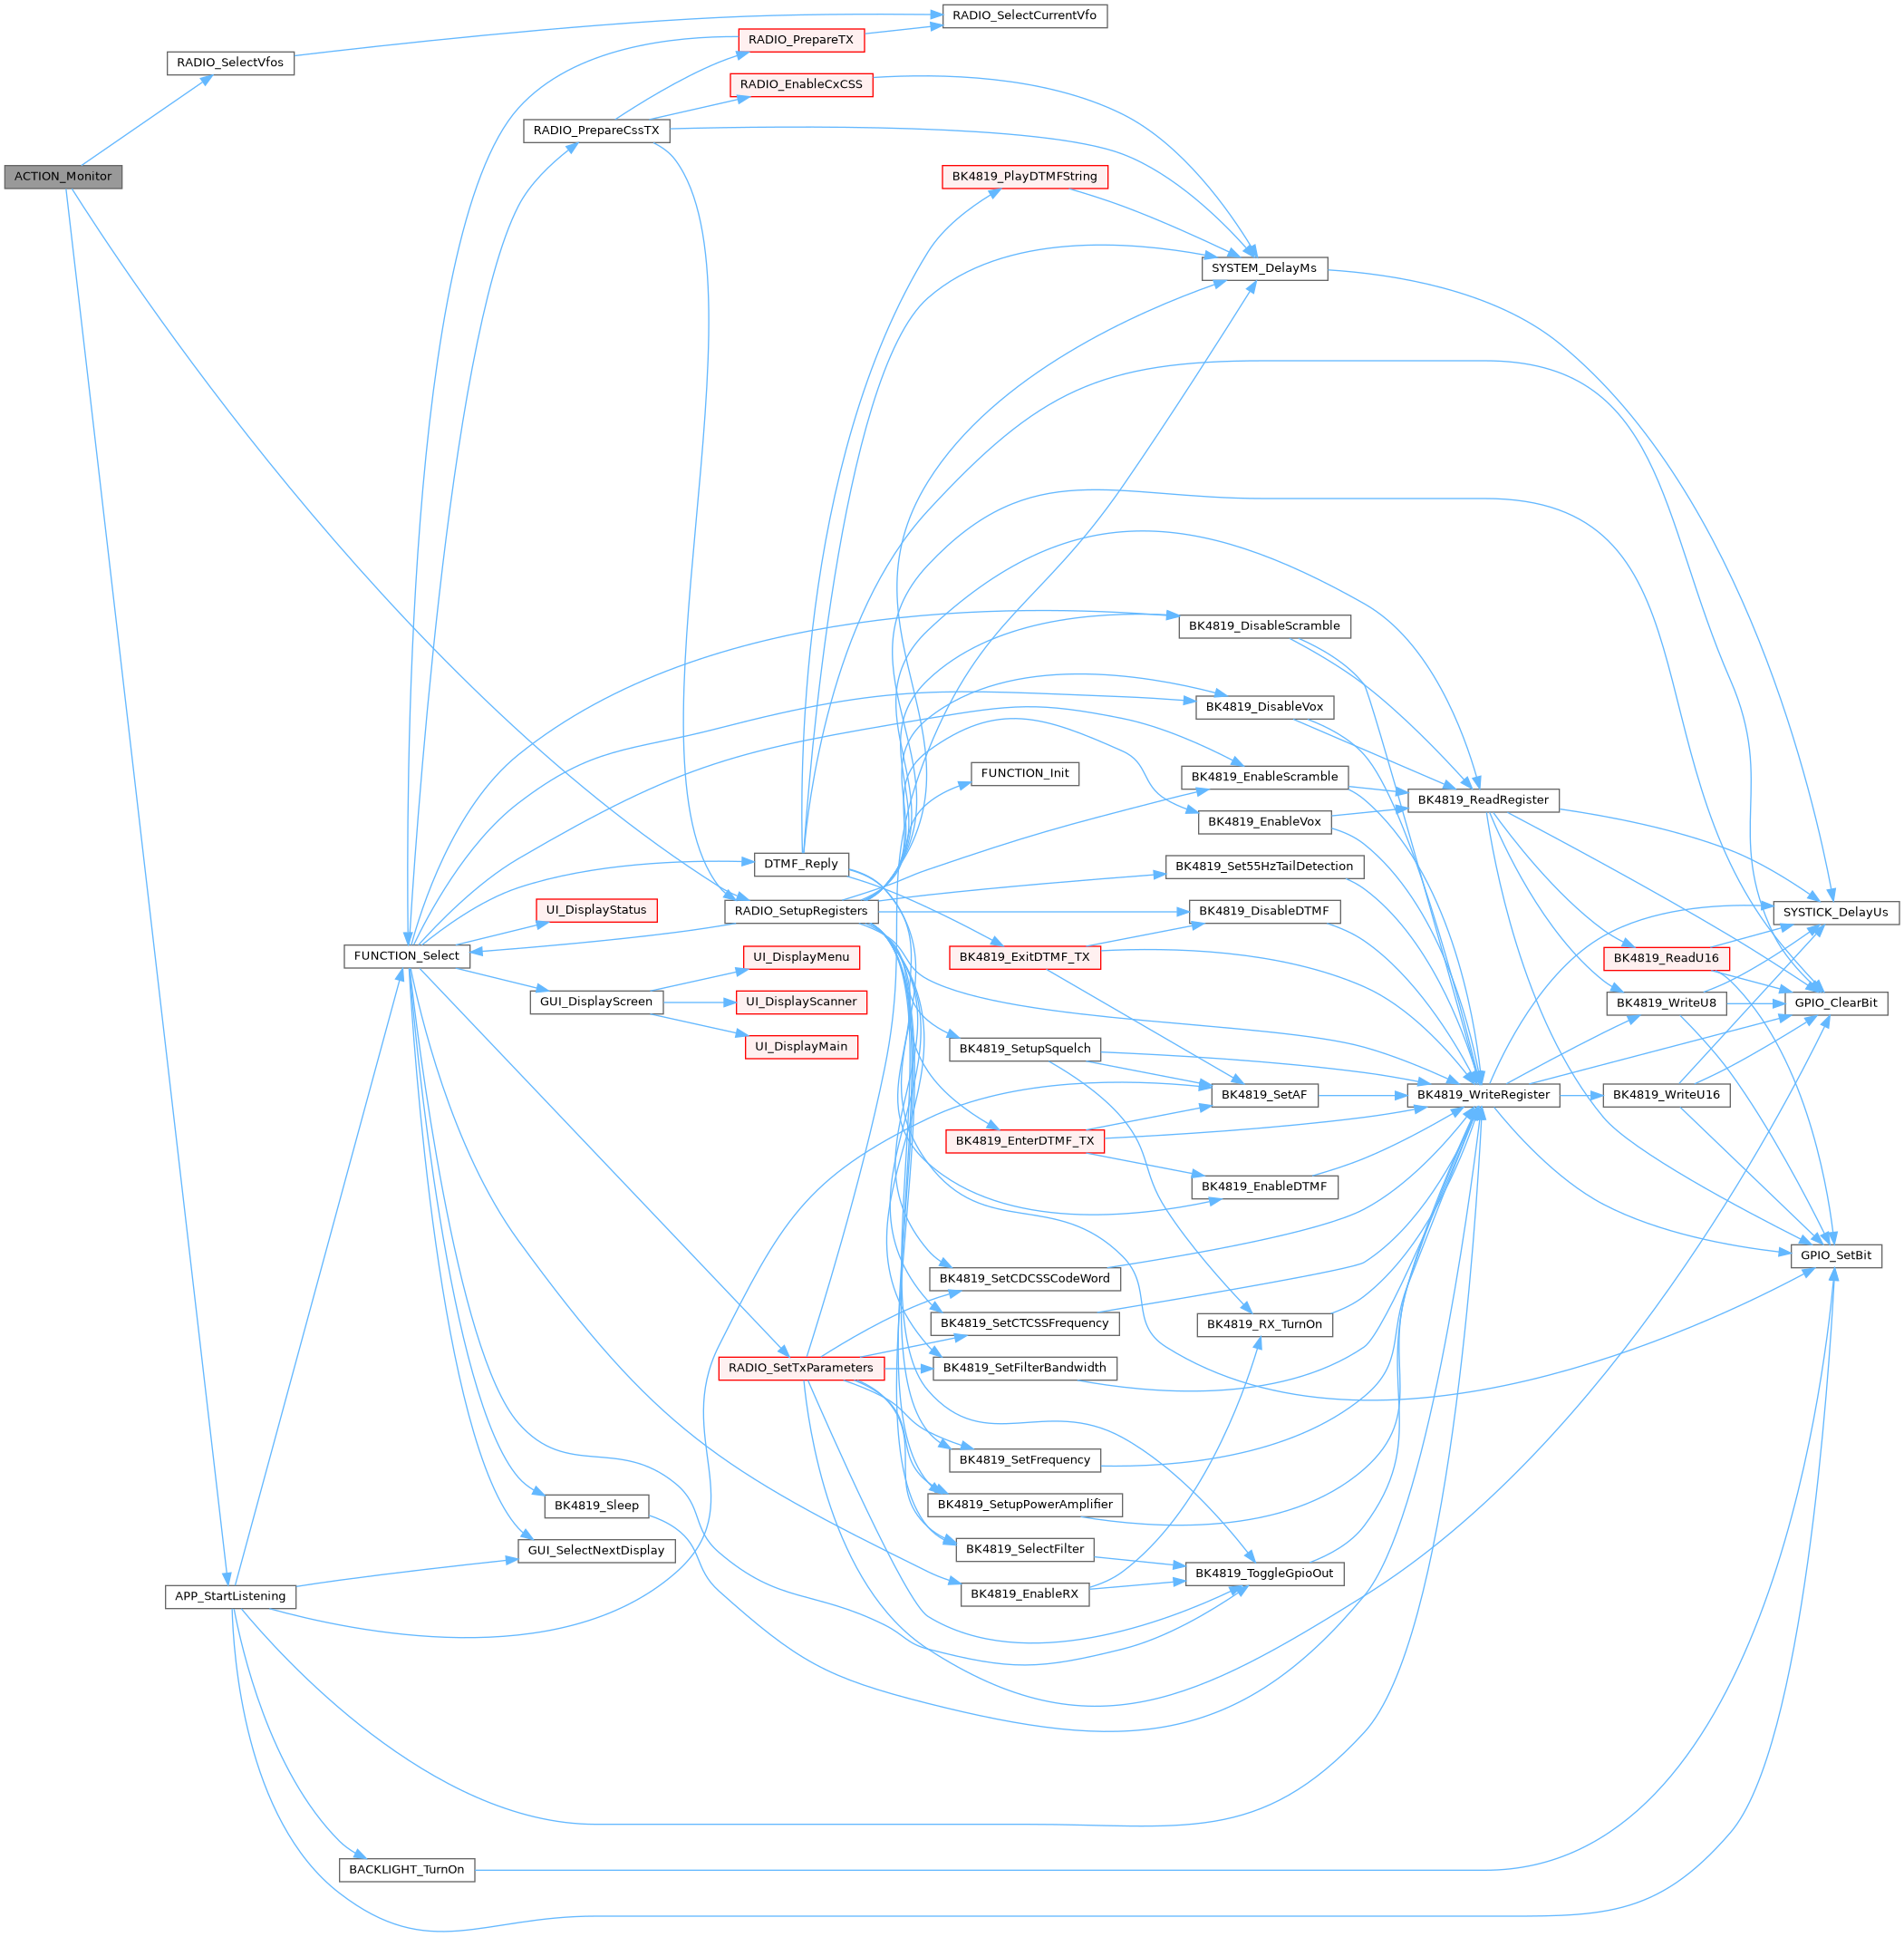 RADIO_SelectCurrentVfo
RADIO_PrepareTX
RADIO_SelectVfos
RADIO_EnableCxCSS
RADIO_PrepareCssTX
ACTION_Monitor
BK4819_PlayDTMFString
SYSTEM_DelayMs
BK4819_DisableScramble
BK4819_DisableVox
FUNCTION_Init
BK4819_EnableScramble
BK4819_ReadRegister
BK4819_EnableVox
DTMF_Reply
BK4819_Set55HzTailDetection
UI_DisplayStatus
RADIO_SetupRegisters
BK4819_DisableDTMF
SYSTICK_DelayUs
FUNCTION_Select
UI_DisplayMenu
BK4819_ExitDTMF_TX
BK4819_ReadU16
GUI_DisplayScreen
UI_DisplayScanner
BK4819_WriteU8
GPIO_ClearBit
UI_DisplayMain
BK4819_SetupSquelch
BK4819_SetAF
BK4819_WriteRegister
BK4819_WriteU16
BK4819_EnterDTMF_TX
BK4819_EnableDTMF
GPIO_SetBit
BK4819_SetCDCSSCodeWord
BK4819_SetCTCSSFrequency
BK4819_RX_TurnOn
RADIO_SetTxParameters
BK4819_SetFilterBandwidth
BK4819_SetFrequency
BK4819_Sleep
BK4819_SetupPowerAmplifier
GUI_SelectNextDisplay
BK4819_SelectFilter
BK4819_ToggleGpioOut
APP_StartListening
BK4819_EnableRX
BACKLIGHT_TurnOn